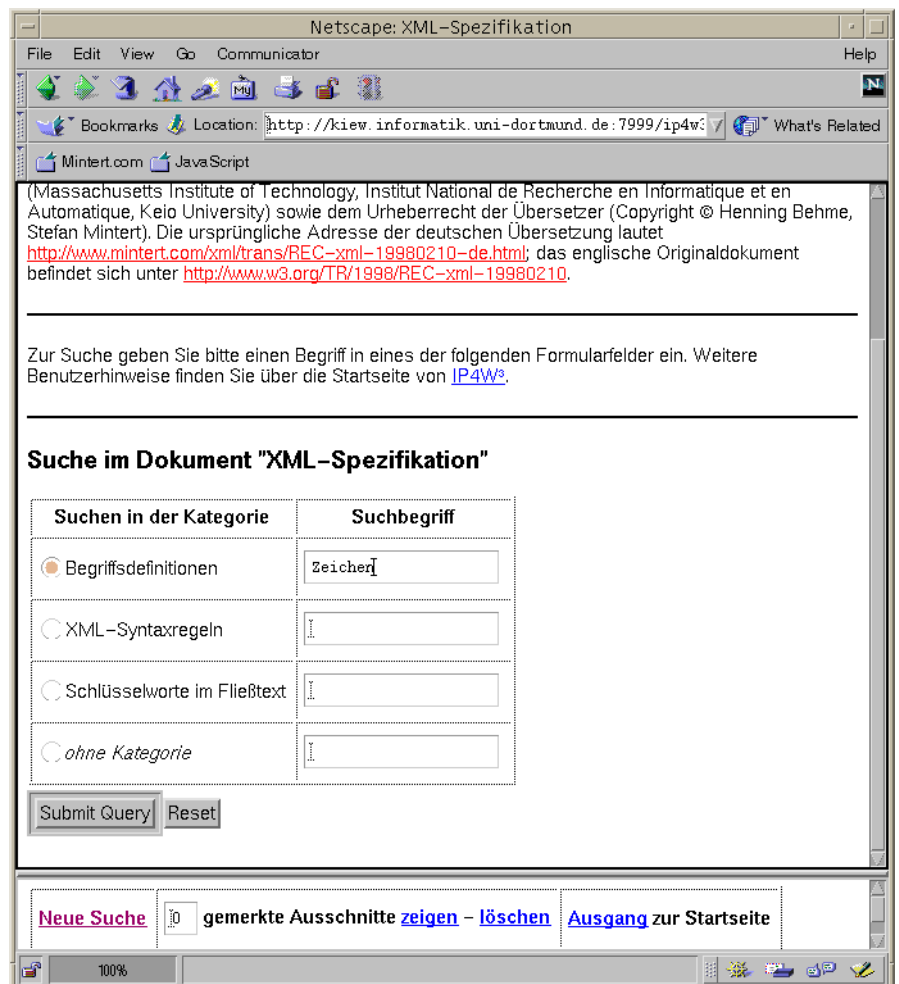 Netscape: XML-Spezifikation
File Edit View Go Communicator Help
My N
Bookmarks Location: http://kiew.informatik.uni-dortmund.de:7999/ip4w3 What's Related
Mintert.com JavaScript
(Massachusetts Institute of Technology, Institut National de Recherche en Informatique et en
Automatique, Keio University) sowie dem Urheberrecht der Übersetzer (Copyright © Henning Behme,
Stefan Mintert). Die ursprüngliche Adresse der deutschen Übersetzung lautet
http://www.mintert.com/xml/trans/REC-xml-19980210-de.html; das englische Originaldokument
befindet sich unter http://www.w3.org/TR/1998/REC-xml-19980210.
Zur Suche geben Sie bitte einen Begriff in eines der folgenden Formularfelder ein. Weitere
Benutzerhinweise finden Sie über die Startseite von IP4W³.
Suche im Dokument "XML-Spezifikation"
Suchen in der Kategorie Suchbegriff
Begriffsdefinitionen Zeichen
XML-Syntaxregeln
Schlüsselworte im Fließtext
ohne Kategorie
Submit Query Reset
Neue Suche 0 gemerkte Ausschnitte zeigen - löschen Ausgang zur Startseite
100%